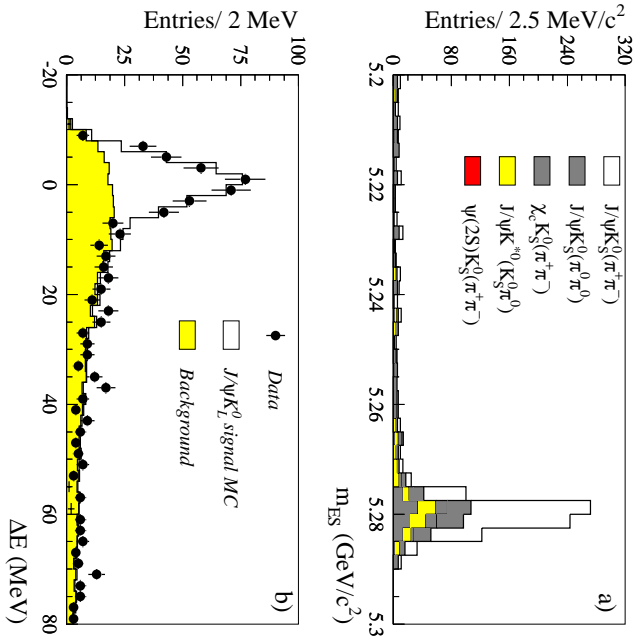 a)
Entries/ 2.5 MeV/c²
320
240
160
80
0
J/ψK⁰_S(π⁺π⁻)
J/ψK⁰_S(π⁰π⁰)
χ_cK⁰_S(π⁺π⁻)
J/ψK*⁰(K⁰_Sπ⁰)
ψ(2S)K⁰_S(π⁺π⁻)
5.2 5.22 5.24 5.26 5.28 5.3
m_ES (GeV/c²)
b)
Entries/ 2 MeV
100
75
50
25
0
Data
J/ψK⁰_L signal MC
Background
-20 0 20 40 60 80
ΔE (MeV)